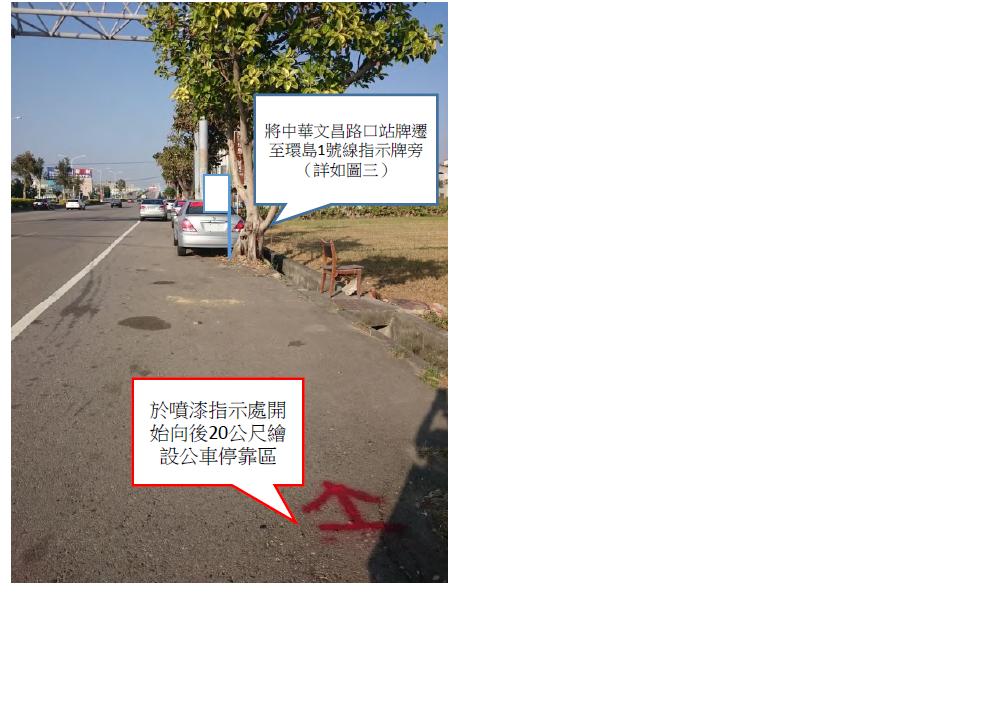 將中華文昌路口站牌遷
至環島1號線指示牌旁
（詳如圖三）
於噴漆指示處開
始向後20公尺繪
設公車停靠區